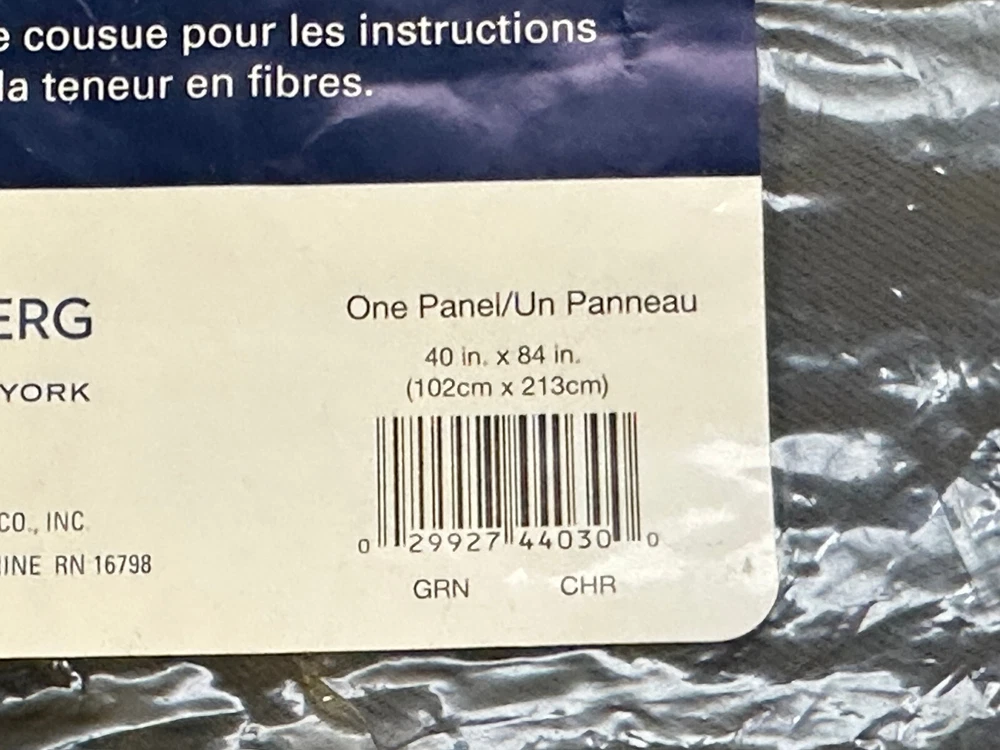 e cousue pour les instructions
la teneur en fibres.
ERG
YORK
CO., INC
INE RN 16798
One Panel/Un Panneau
40 in. x 84 in.
(102cm x 213cm)
0 29927 44030 0
GRN CHR